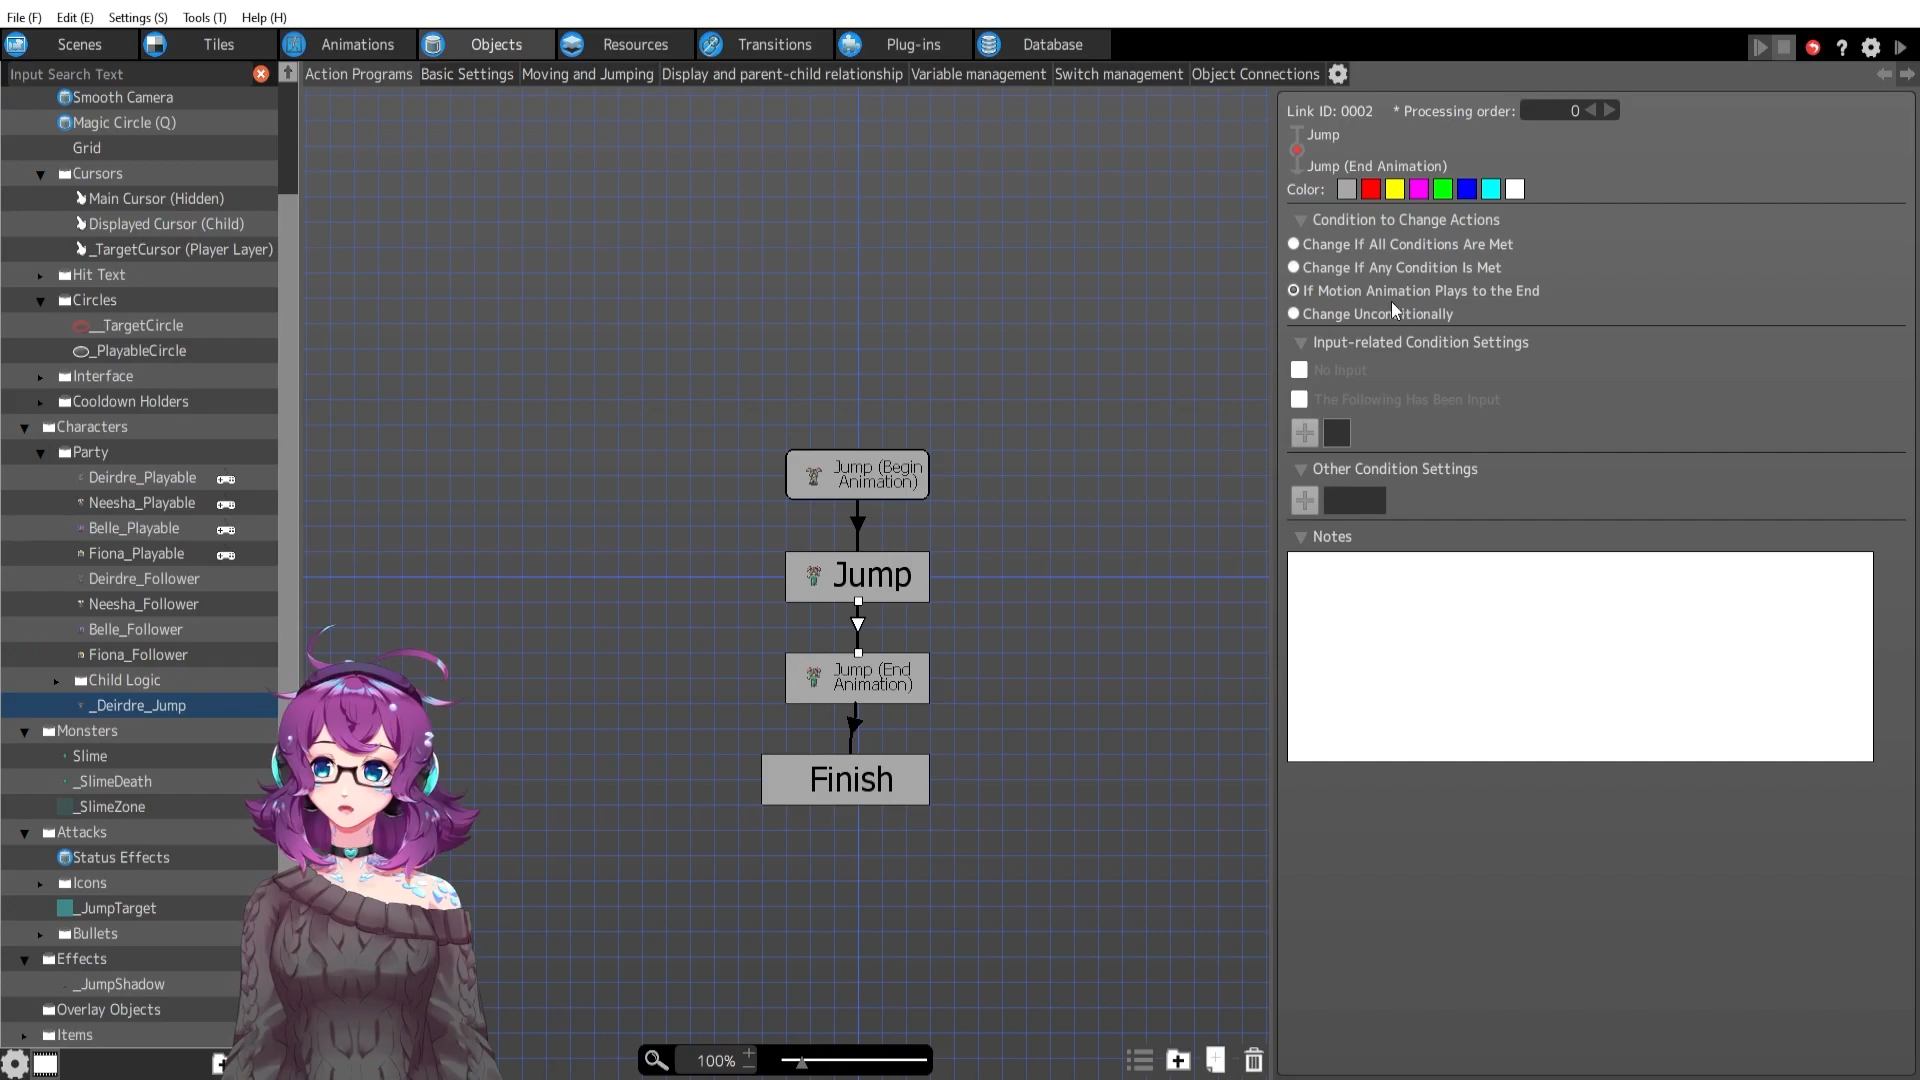 File (F) Edit (E) Settings (S) Tools (T) Help (H)
Scenes Tiles Animations Objects Resources Transitions Plug-ins Database
Input Search Text
Action Programs Basic Settings Moving and Jumping Display and parent-child relationship Variable management Switch management Object Connections
Smooth Camera
Magic Circle (Q)
Grid
Cursors
Main Cursor (Hidden)
Displayed Cursor (Child)
_TargetCursor (Player Layer)
Hit Text
Circles
__TargetCircle
_PlayableCircle
Interface
Cooldown Holders
Characters
Party
Deirdre_Playable
Neesha_Playable
Belle_Playable
Fiona_Playable
Deirdre_Follower
Neesha_Follower
Belle_Follower
Fiona_Follower
Child Logic
_Deirdre_Jump
Monsters
Slime
_SlimeDeath
_SlimeZone
Attacks
Status Effects
Icons
_JumpTarget
Bullets
Effects
_JumpShadow
Overlay Objects
Items
Jump (Begin
Animation)
Jump
Jump (End
Animation)
Finish
100%
Link ID: 0002 * Processing order: 0
Jump
Jump (End Animation)
Color:
Condition to Change Actions
Change If All Conditions Are Met
Change If Any Condition Is Met
If Motion Animation Plays to the End
Change Unconditionally
Input-related Condition Settings
No Input
The Following Has Been Input
Other Condition Settings
Notes